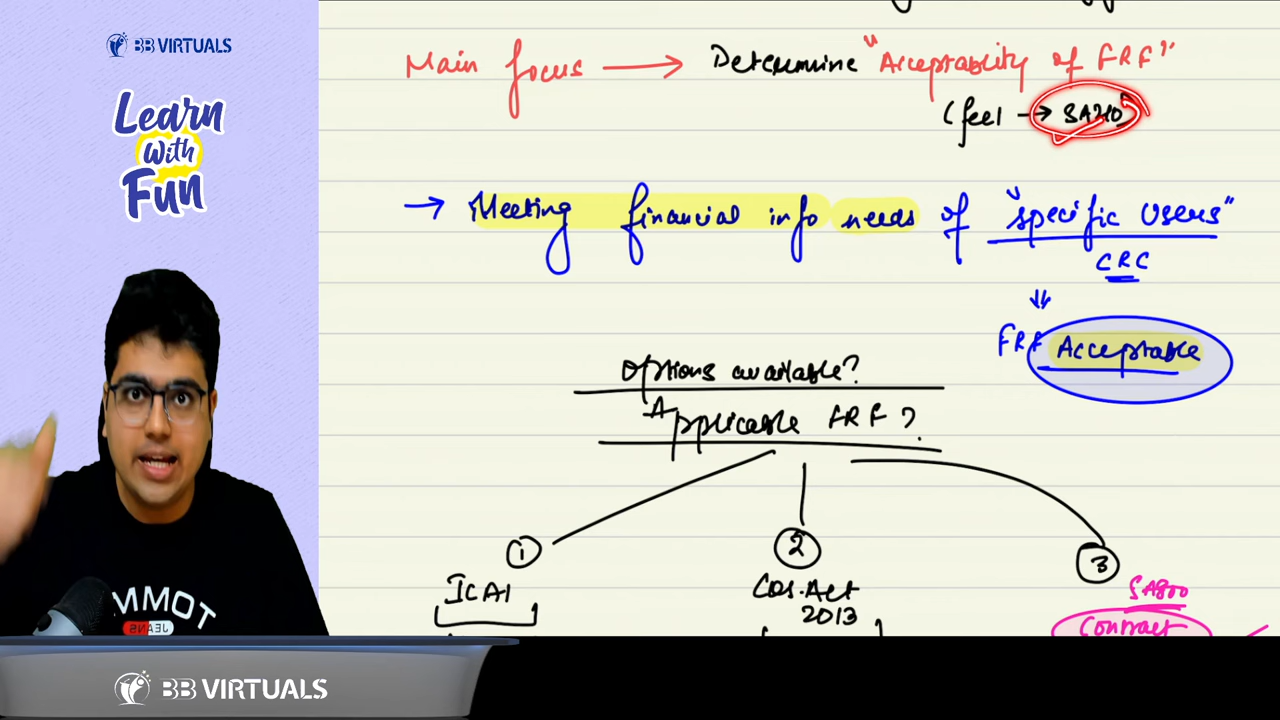 BB VIRTUALS
Learn
With
Fun
Main focus → Determine "Acceptability of FRF"
(feel → SA210
→ Meeting financial info needs of "specific Users"
CRC
FRF Acceptable
Options available?
Applicable FRF?
1
2
3
ICAI
Cos. Act
2013
SA800
Contract
TOMM
JEANS
BB VIRTUALS